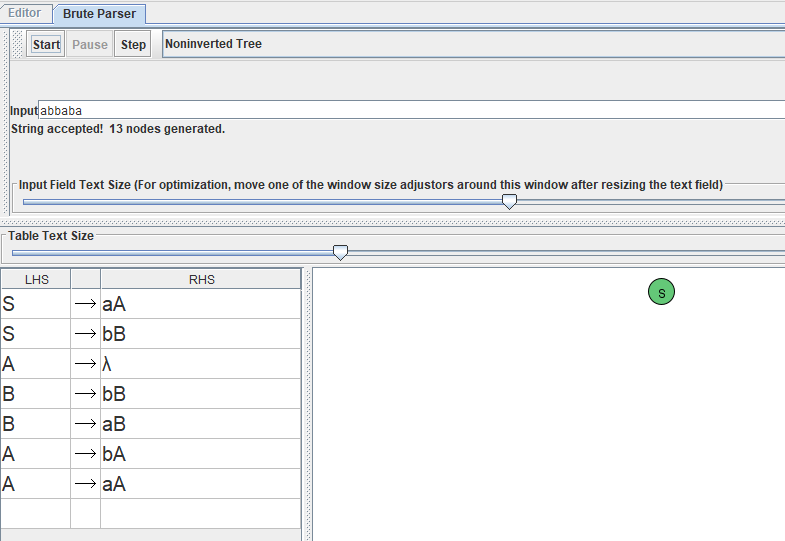 Editor Brute Parser
Start Pause Step Noninverted Tree
Input abbaba
String accepted! 13 nodes generated.
Input Field Text Size (For optimization, move one of the window size adjustors around this window after resizing the text field)
Table Text Size
LHS RHS
S → aA
S → bB
A → λ
B → bB
B → aB
A → bA
A → aA
S